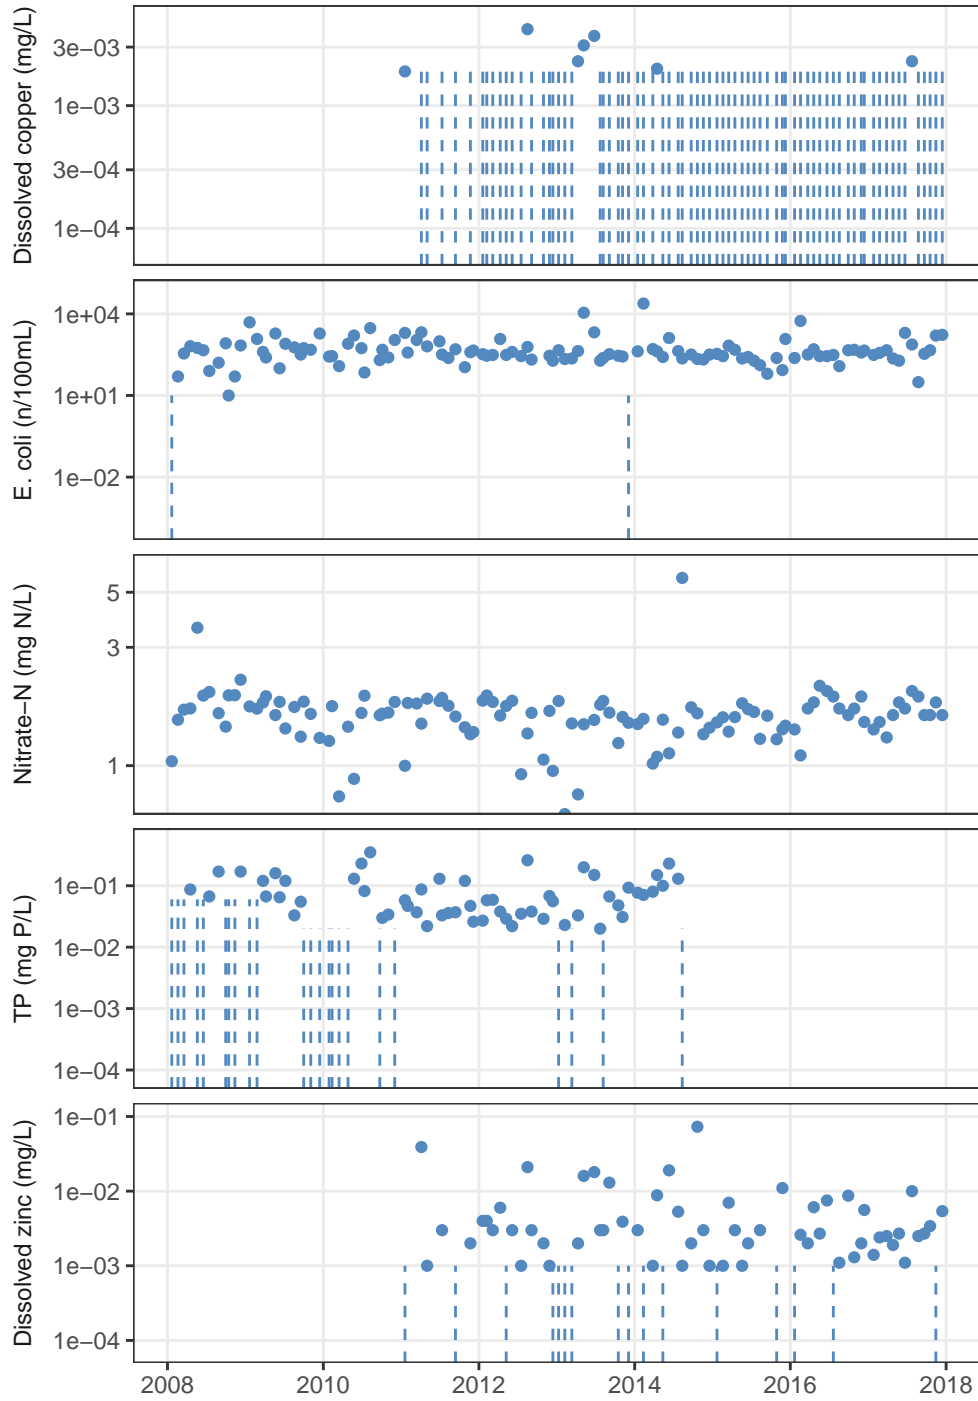 Dissolved copper (mg/L)
3e−03
1e−03
3e−04
1e−04
E. coli (n/100mL)
1e+04
1e+01
1e−02
Nitrate−N (mg N/L)
5
3
1
TP (mg P/L)
1e−01
1e−02
1e−03
1e−04
Dissolved zinc (mg/L)
1e−01
1e−02
1e−03
1e−04
2008 2010 2012 2014 2016 2018